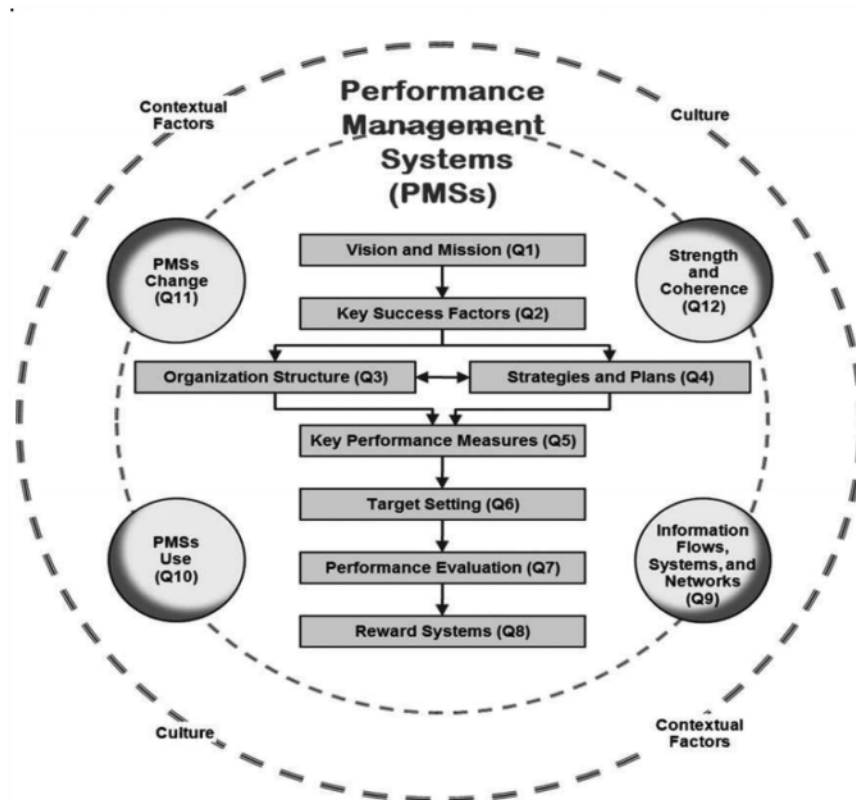 Performance
Management
Systems
(PMSs)
Contextual
Factors
Culture
PMSs
Change
(Q11)
Vision and Mission (Q1)
Strength
and
Coherence
(Q12)
Key Success Factors (Q2)
Organization Structure (Q3)
Strategies and Plans (Q4)
Key Performance Measures (Q5)
Target Setting (Q6)
PMSs
Use
(Q10)
Information
Flows,
Systems, and
Networks
(Q9)
Performance Evaluation (Q7)
Reward Systems (Q8)
Culture
Contextual
Factors